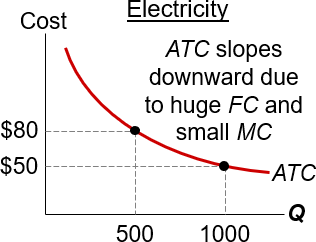 Electricity
Cost
ATC slopes
downward due
to huge FC and
small MC
$80
$50
ATC
Q
500
1000